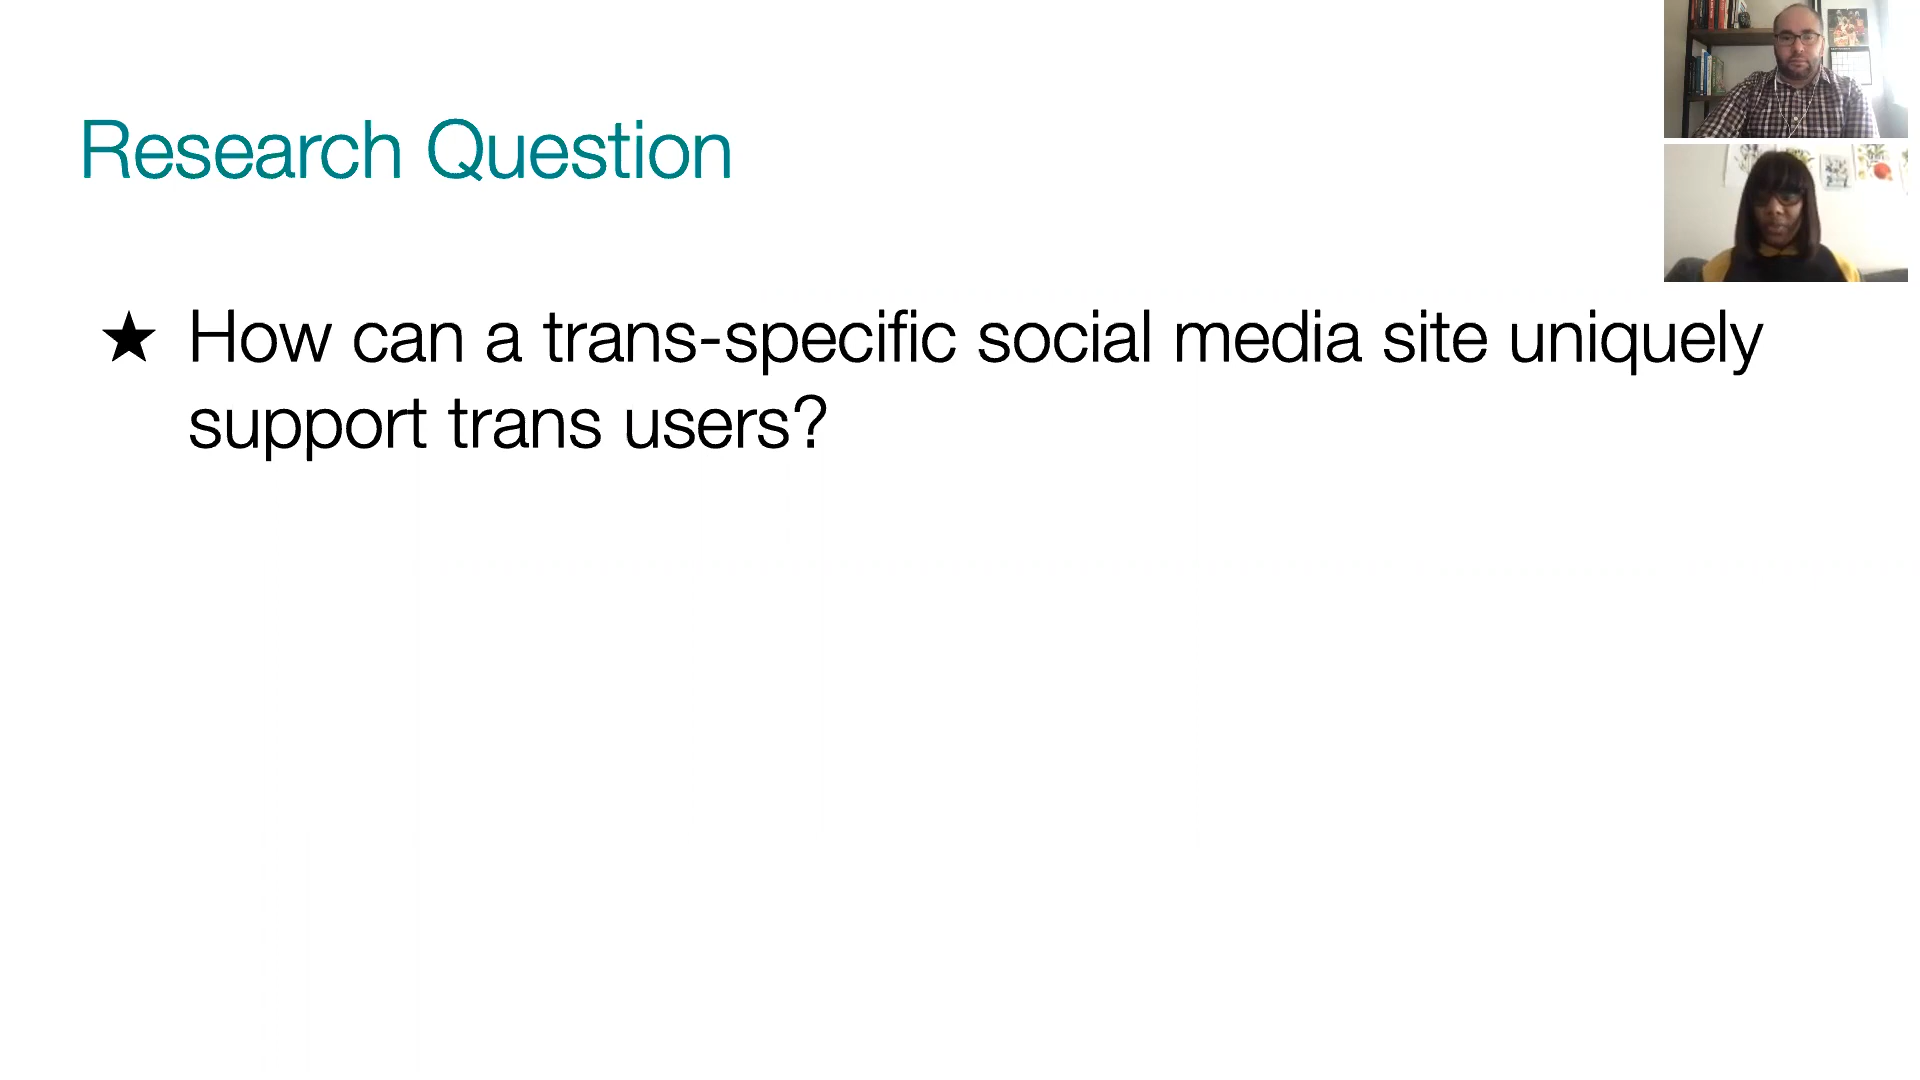 Research Question
★ How can a trans-specific social media site uniquely
support trans users?